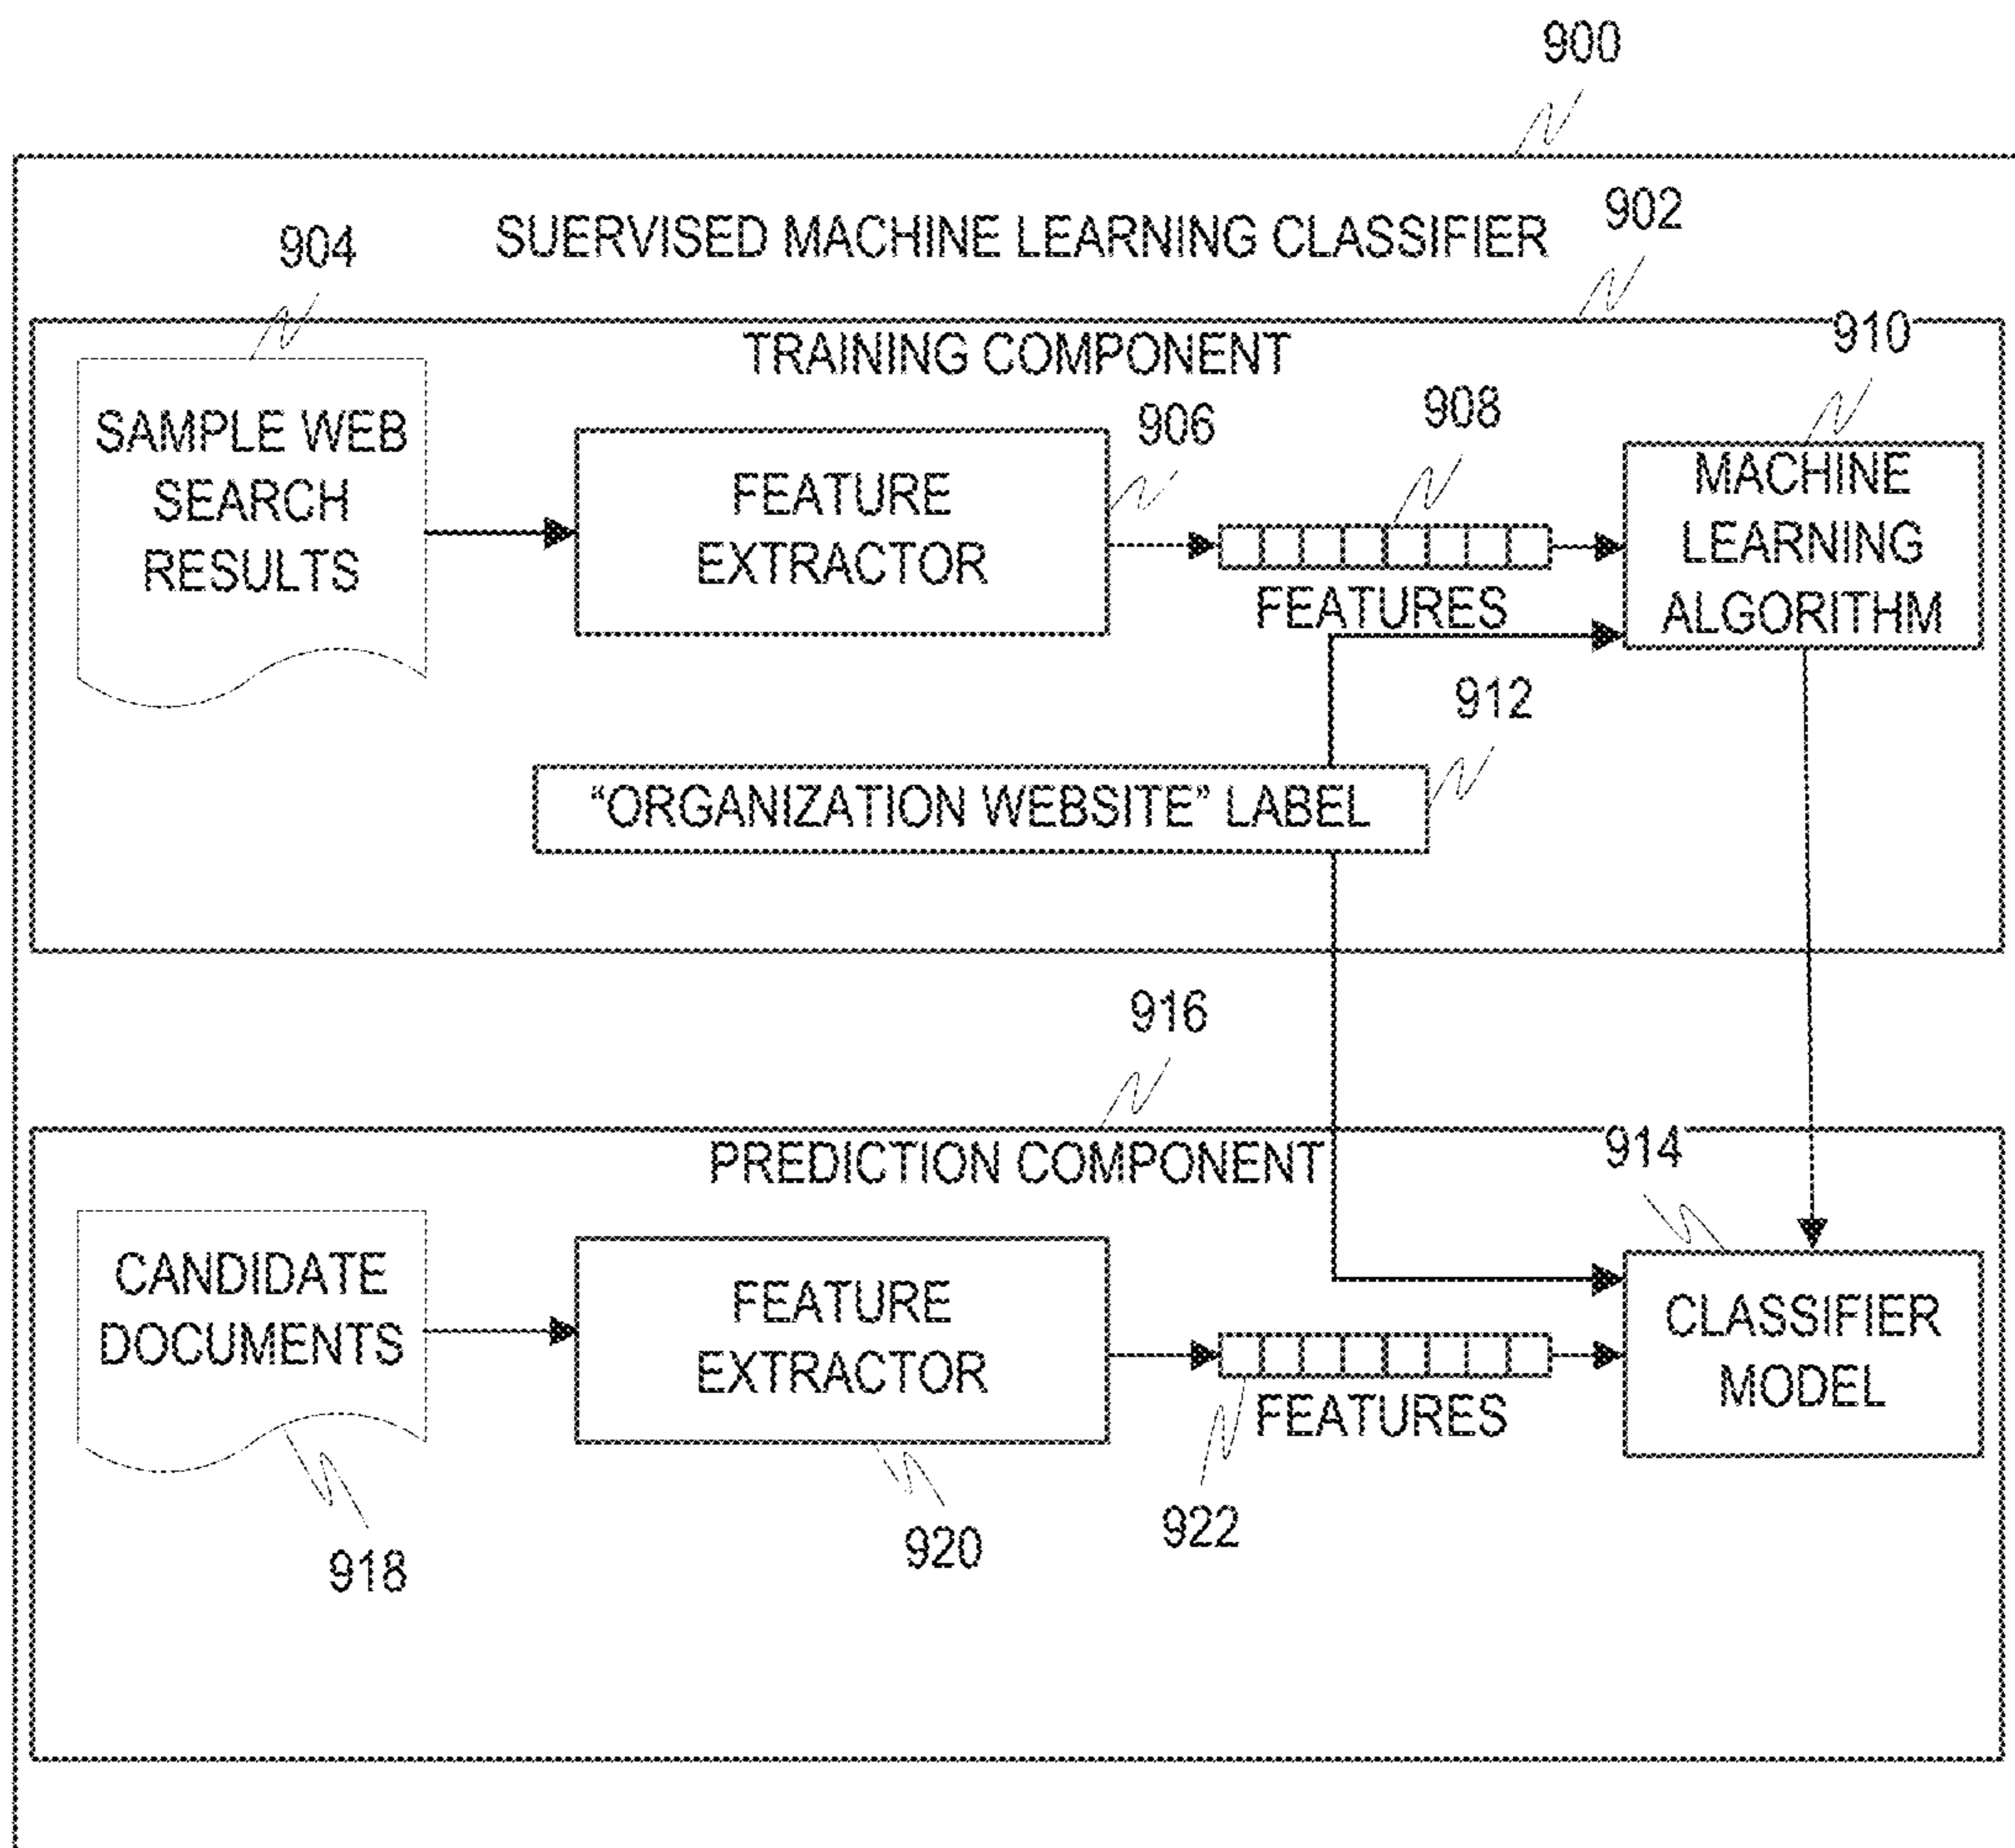 900
SUERVISED MACHINE LEARNING CLASSIFIER
902
904
TRAINING COMPONENT
910
SAMPLE WEB
SEARCH
RESULTS
FEATURE
EXTRACTOR
906
908
FEATURES
MACHINE
LEARNING
ALGORITHM
912
“ORGANIZATION WEBSITE” LABEL
916
PREDICTION COMPONENT
914
CANDIDATE
DOCUMENTS
FEATURE
EXTRACTOR
FEATURES
CLASSIFIER
MODEL
918
920
922